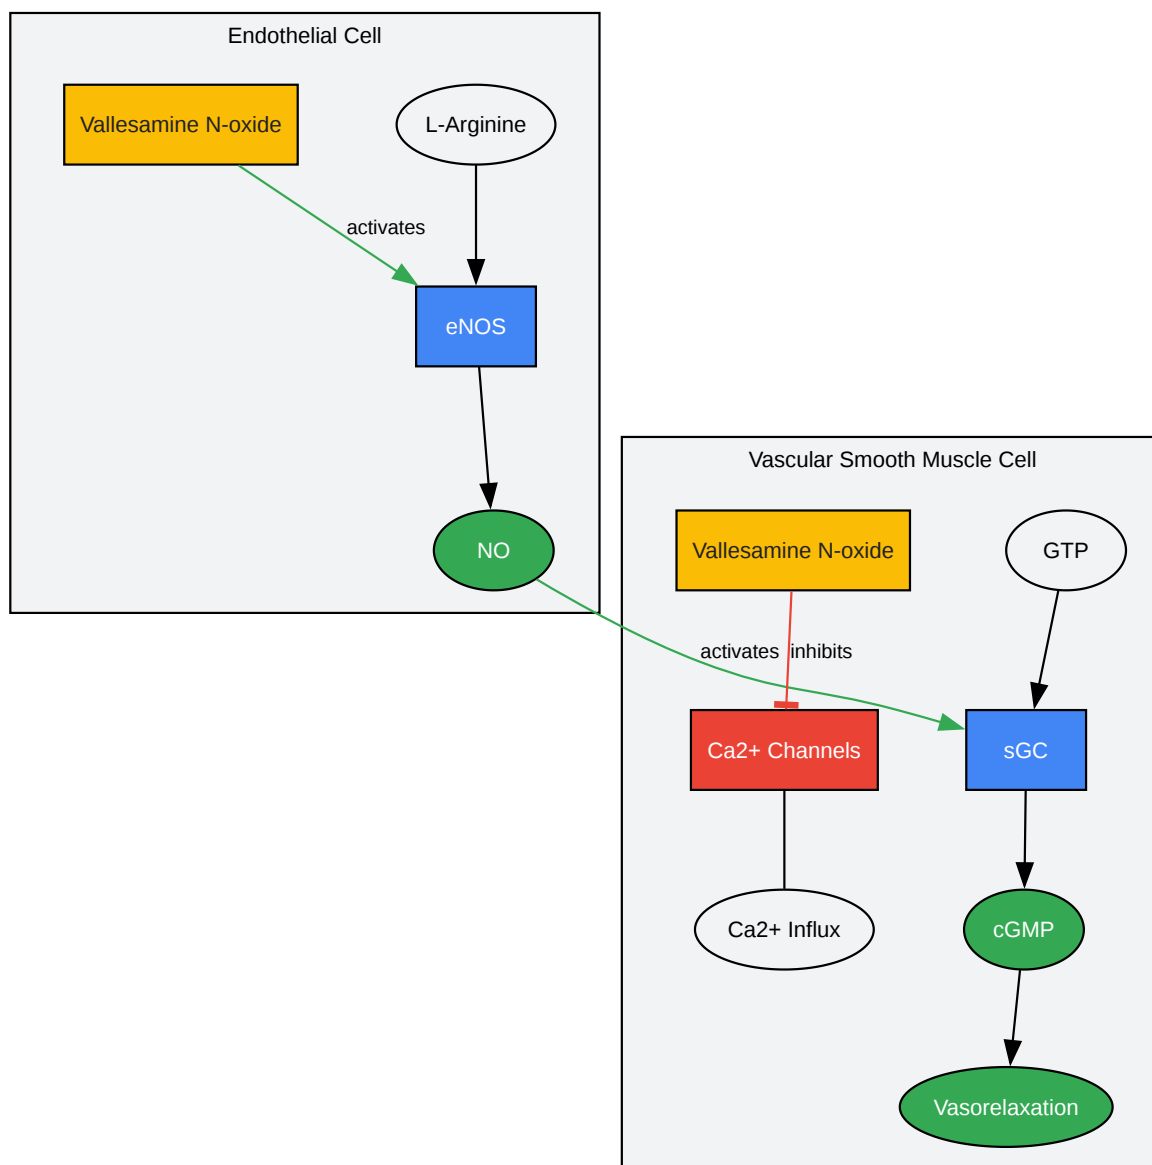 Endothelial Cell
Vallesamine N-oxide
L-Arginine
activates
eNOS
NO
Vascular Smooth Muscle Cell
Vallesamine N-oxide
GTP
activates
inhibits
Ca2+ Channels
sGC
Ca2+ Influx
cGMP
Vasorelaxation